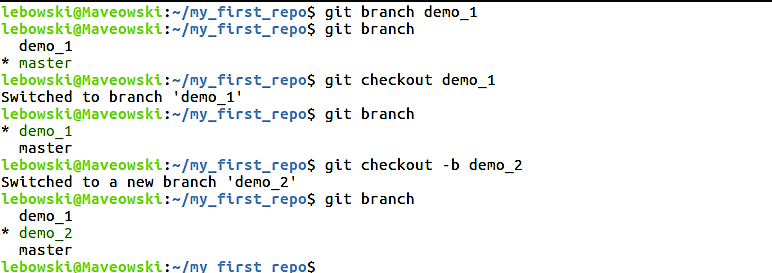 lebowski@Maveowski:~/my_first_repo$ git branch demo_1
lebowski@Maveowski:~/my_first_repo$ git branch
  demo_1
* master
lebowski@Maveowski:~/my_first_repo$ git checkout demo_1
Switched to branch 'demo_1'
lebowski@Maveowski:~/my_first_repo$ git branch
* demo_1
  master
lebowski@Maveowski:~/my_first_repo$ git checkout -b demo_2
Switched to a new branch 'demo_2'
lebowski@Maveowski:~/my_first_repo$ git branch
  demo_1
* demo_2
  master
lebowski@Maveowski:~/my_first_repo$